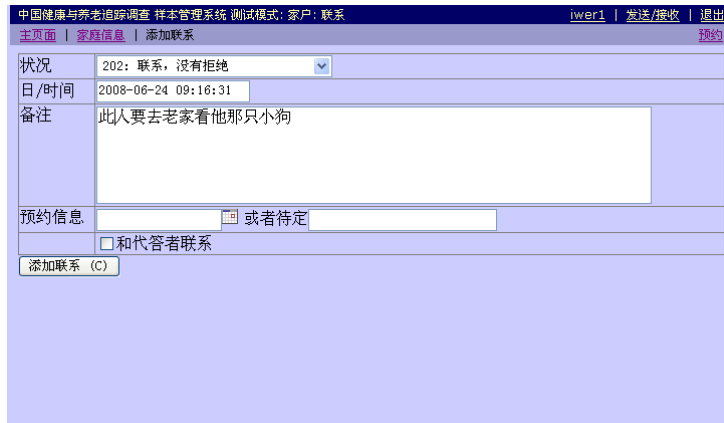 中国健康与养老追踪调查 样本管理系统 测试模式: 家户: 联系 iwer1 | 发送/接收 | 退出
主页面 | 家庭信息 | 添加联系 预约
状况 202: 联系，没有拒绝
日/时间 2008-06-24 09:16:31
备注 此人要去老家看他那只小狗
预约信息 或者待定
和代答者联系
添加联系 (C)